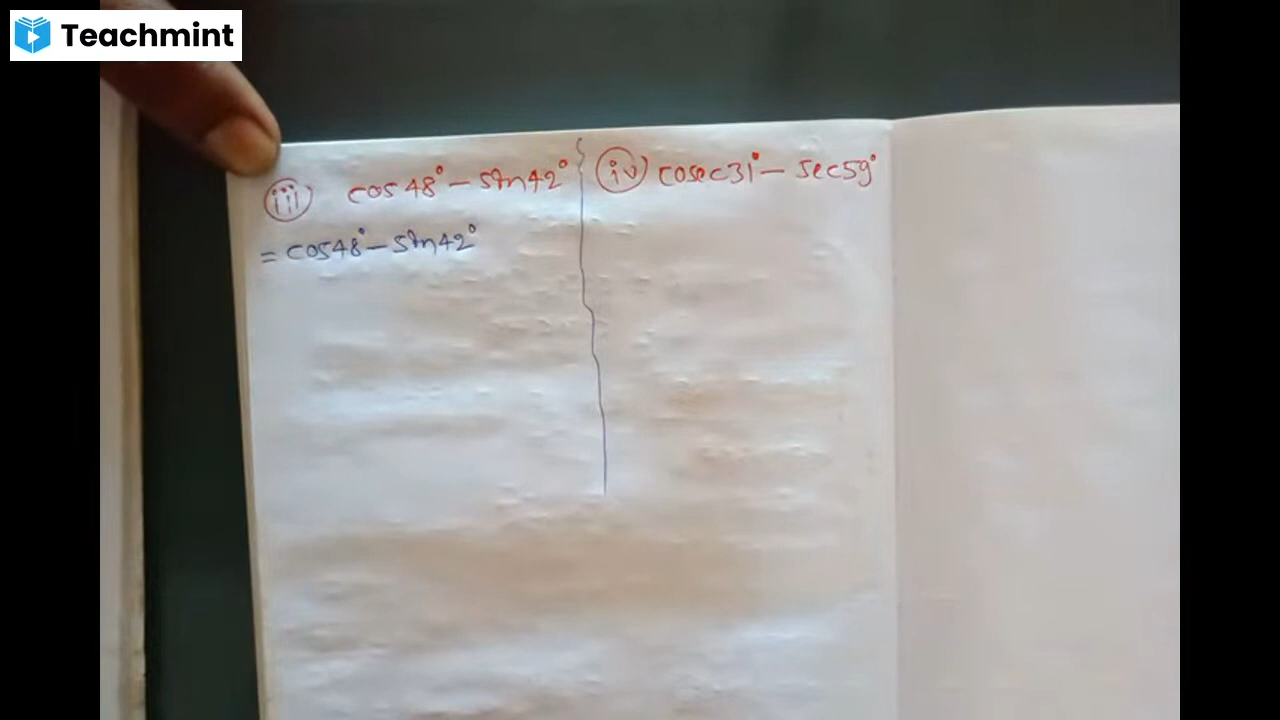 Teachmint
iii) cos 48° - sin 42°
= cos 48° - sin 42°
iv) cosec 31° - sec 59°